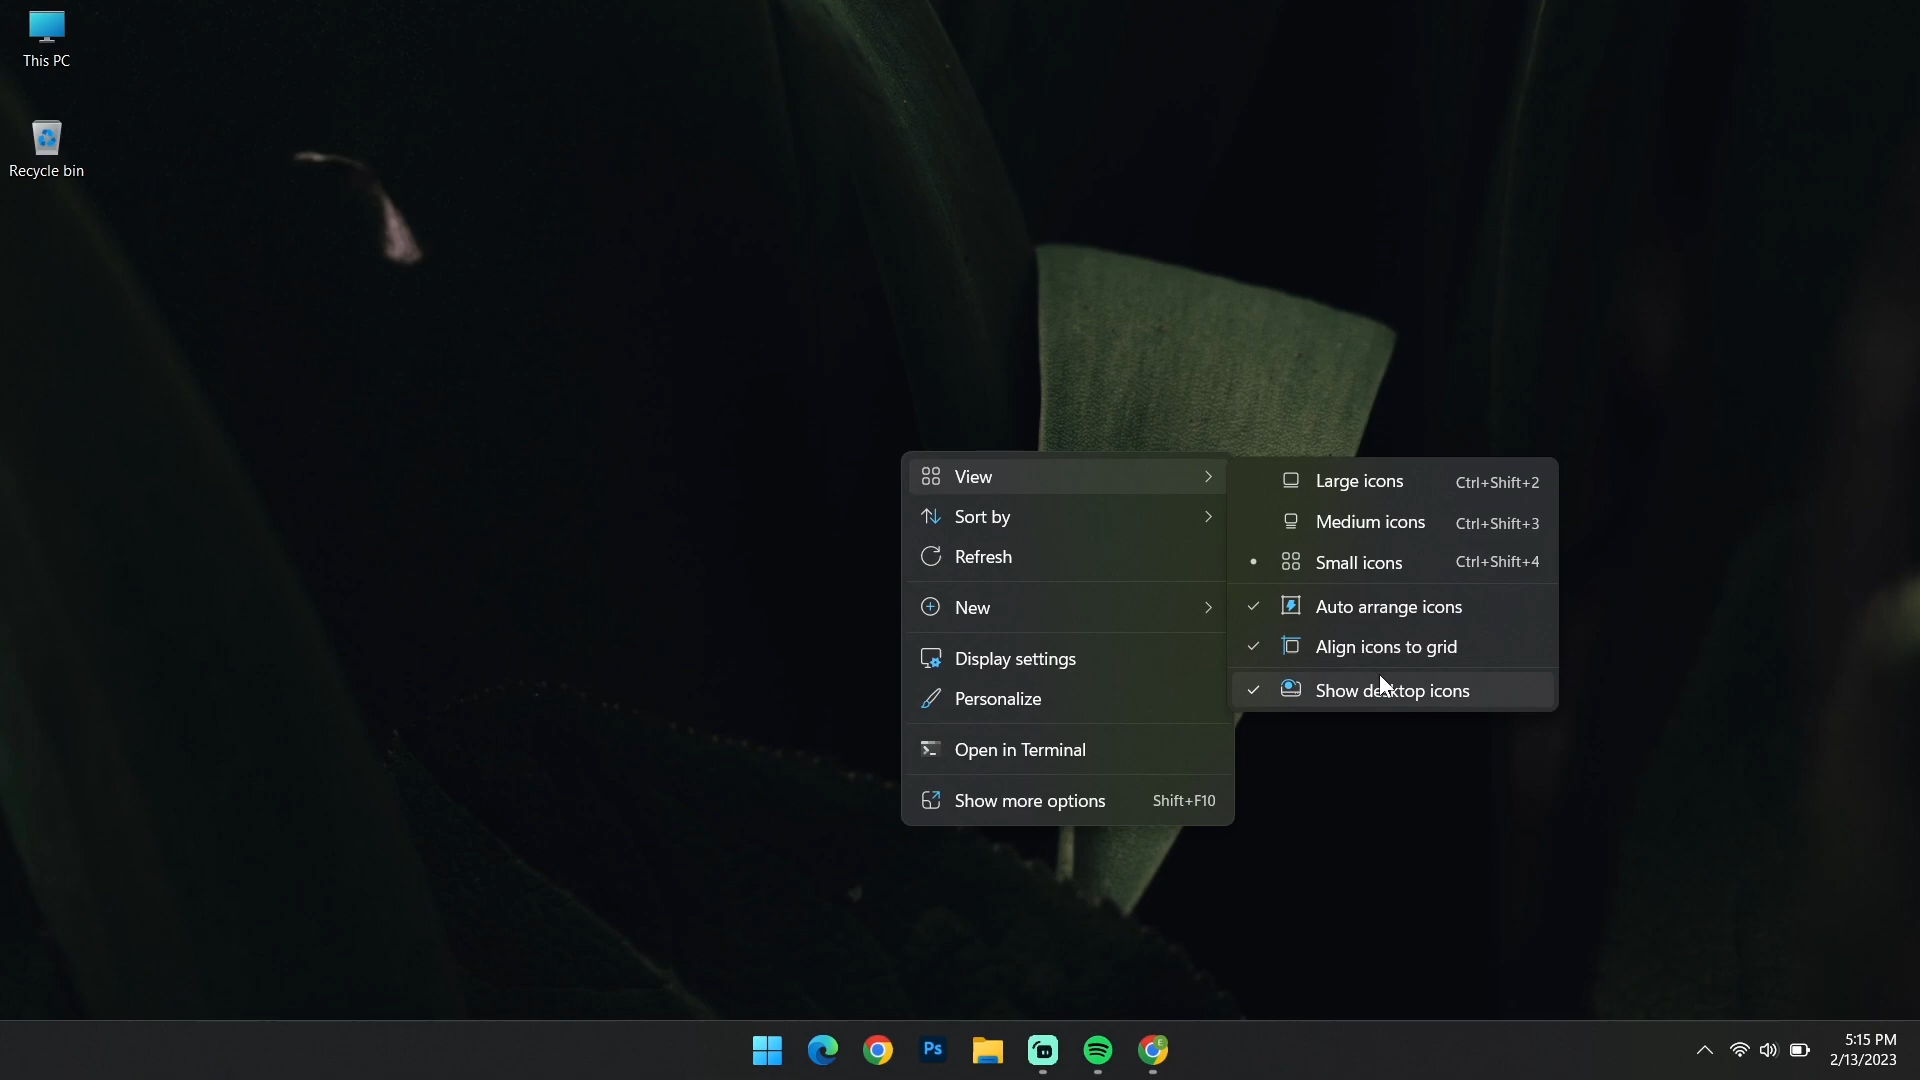 This PC
Recycle bin
View
Sort by
Refresh
New
Display settings
Personalize
Open in Terminal
Show more options Shift+F10
Large icons Ctrl+Shift+2
Medium icons Ctrl+Shift+3
Small icons Ctrl+Shift+4
Auto arrange icons
Align icons to grid
Show desktop icons
Ps
E
5:15 PM
2/13/2023